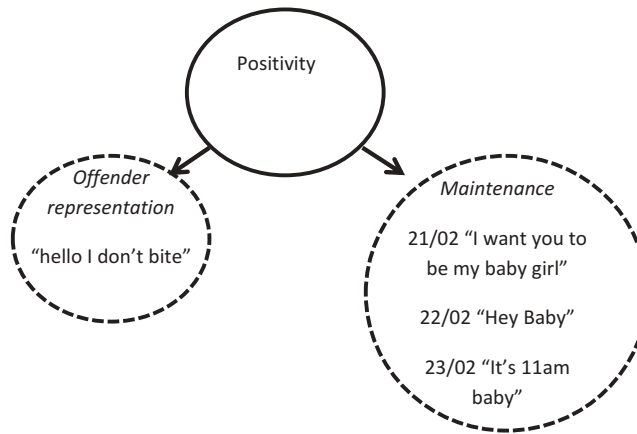 Positivity
Offender
representation
“hello I don’t bite”
Maintenance
21/02 “I want you to
be my baby girl”
22/02 “Hey Baby”
23/02 “It’s 11am
baby”